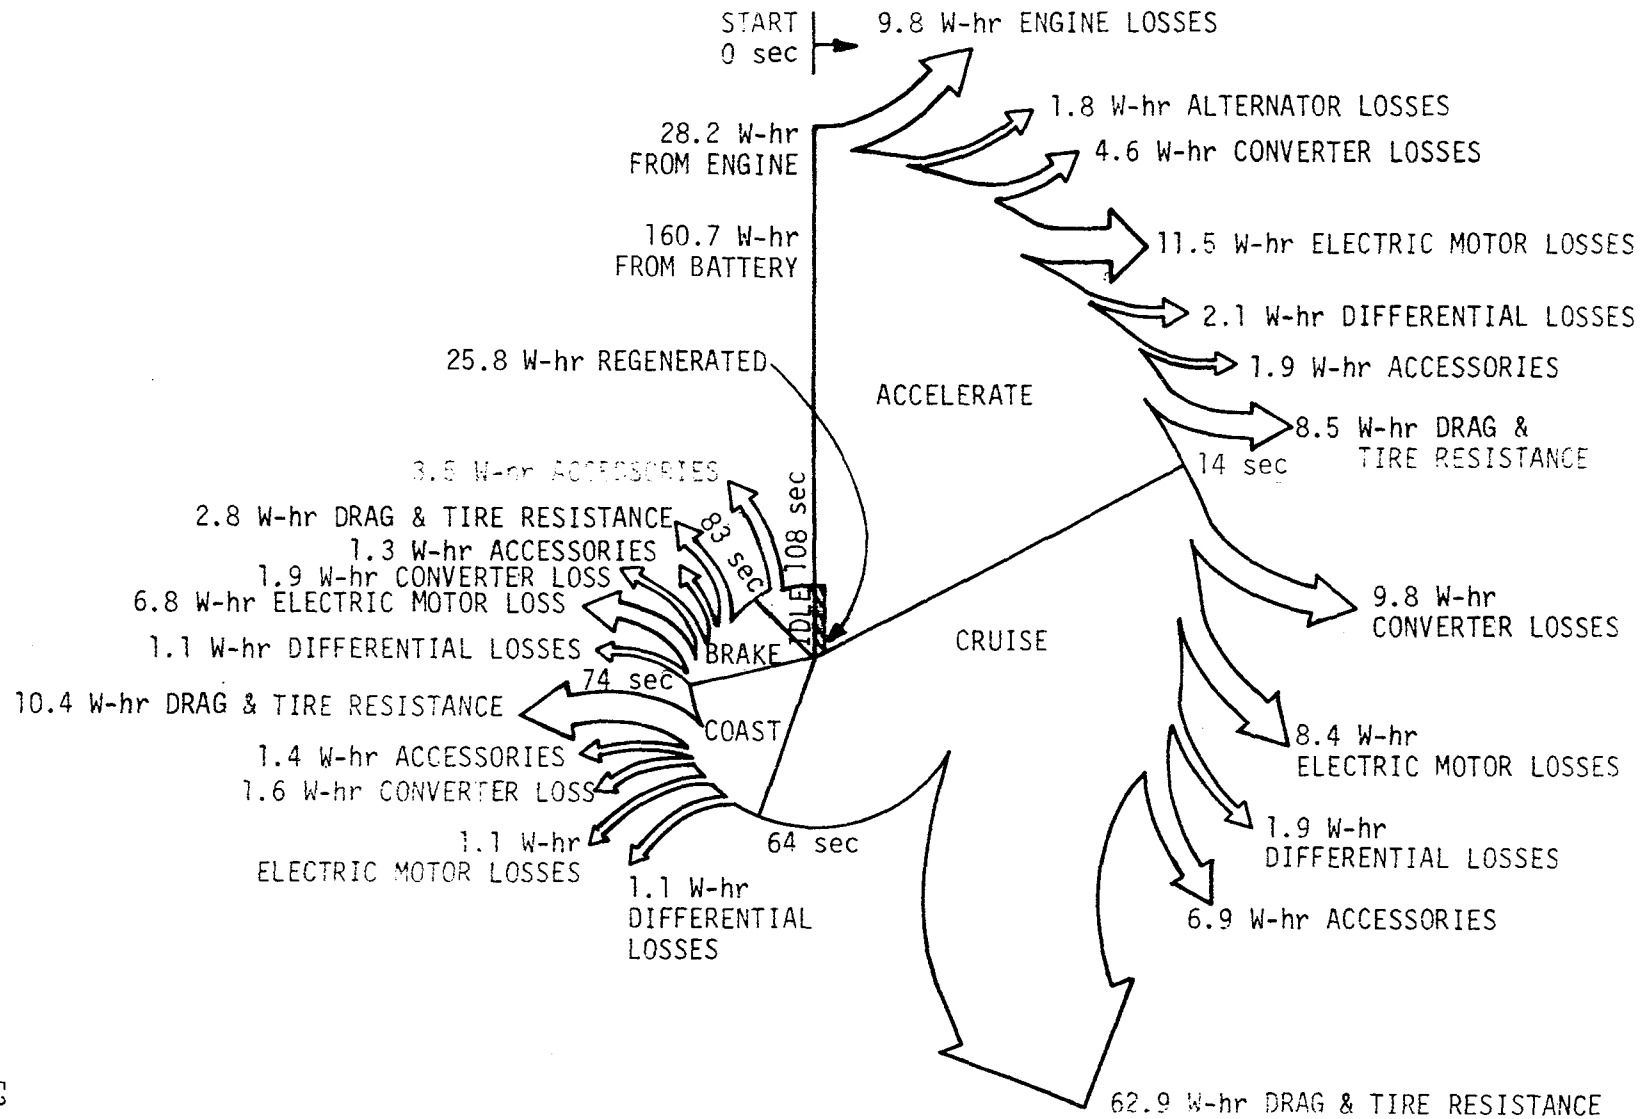 START
0 sec
9.8 W-hr ENGINE LOSSES
1.8 W-hr ALTERNATOR LOSSES
28.2 W-hr
FROM ENGINE
4.6 W-hr CONVERTER LOSSES
160.7 W-hr
FROM BATTERY
11.5 W-hr ELECTRIC MOTOR LOSSES
2.1 W-hr DIFFERENTIAL LOSSES
25.8 W-hr REGENERATED
1.9 W-hr ACCESSORIES
ACCELERATE
8.5 W-hr DRAG &
TIRE RESISTANCE
14 sec
3.5 W-hr ACCESSORIES
2.8 W-hr DRAG & TIRE RESISTANCE
83 sec
IDLE 108 sec
1.3 W-hr ACCESSORIES
1.9 W-hr CONVERTER LOSS
6.8 W-hr ELECTRIC MOTOR LOSS
1.1 W-hr DIFFERENTIAL LOSSES
BRAKE
CRUISE
9.8 W-hr
CONVERTER LOSSES
74 sec
10.4 W-hr DRAG & TIRE RESISTANCE
COAST
1.4 W-hr ACCESSORIES
1.6 W-hr CONVERTER LOSS
8.4 W-hr
ELECTRIC MOTOR LOSSES
1.1 W-hr
ELECTRIC MOTOR LOSSES
64 sec
1.9 W-hr
DIFFERENTIAL LOSSES
1.1 W-hr
DIFFERENTIAL
LOSSES
6.9 W-hr ACCESSORIES
62.9 W-hr DRAG & TIRE RESISTANCE